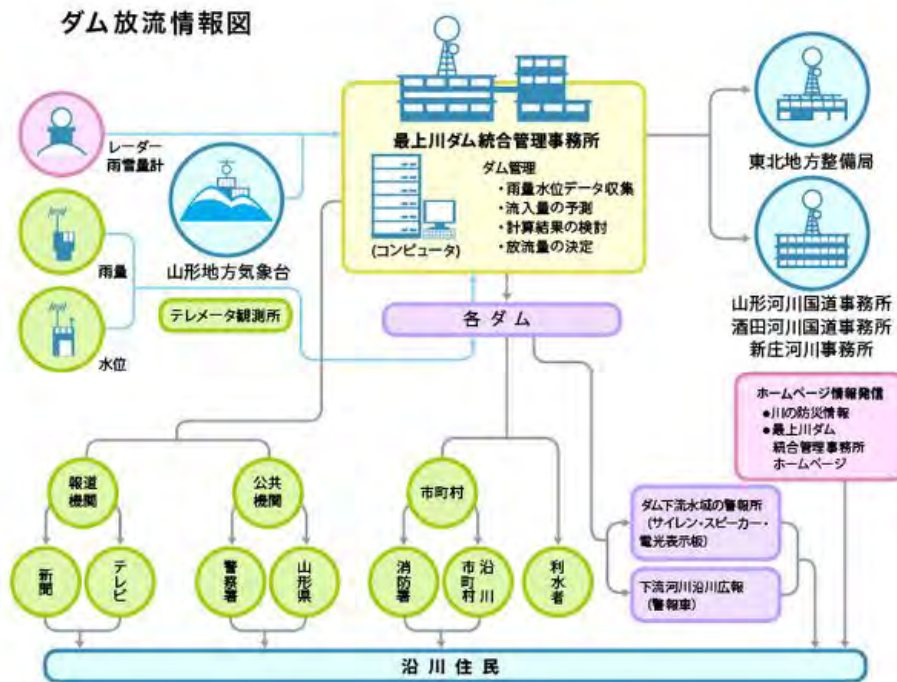 ダム放流情報図
最上川ダム統合管理事務所
ダム管理
・雨量水位データ収集
・流入量の予測
・計算結果の検討
・放流量の決定
(コンピュータ)
レーダー
雨雪量計
山形地方気象台
雨量
テレメータ観測所
水位
東北地方整備局
山形河川国道事務所
酒田河川国道事務所
新庄河川事務所
各ダム
ホームページ情報発信
●川の防災情報
●最上川ダム
統合管理事務所
ホームページ
報道
機関
公共
機関
市町村
新聞
テレビ
警察署
山形県
消防署
沿川
市町村
利水者
ダム下流水域の警報所
(サイレン・スピーカー・
電光表示板)
下流河川沿川広報
(警報車)
沿川住民